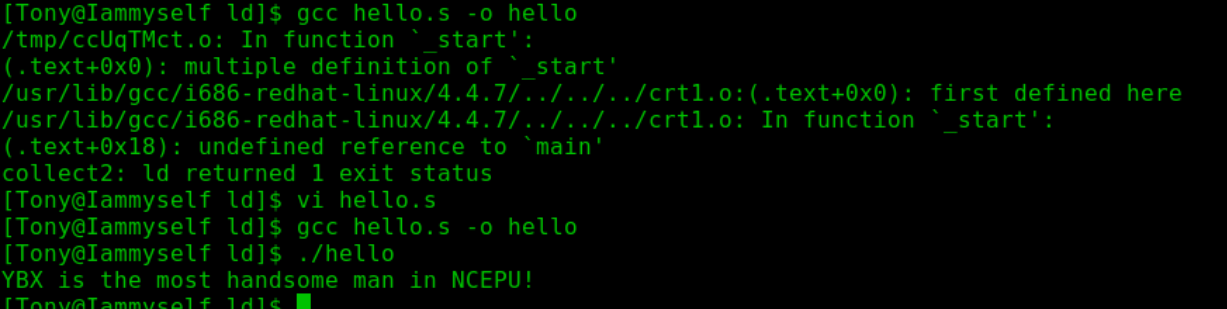 [Tony@Iammyself ld]$ gcc hello.s -o hello
/tmp/ccUqTMct.o: In function `_start':
(.text+0x0): multiple definition of `_start'
/usr/lib/gcc/i686-redhat-linux/4.4.7/../../../crt1.o:(.text+0x0): first defined here
/usr/lib/gcc/i686-redhat-linux/4.4.7/../../../crt1.o: In function `_start':
(.text+0x18): undefined reference to `main'
collect2: ld returned 1 exit status
[Tony@Iammyself ld]$ vi hello.s
[Tony@Iammyself ld]$ gcc hello.s -o hello
[Tony@Iammyself ld]$ ./hello
YBX is the most handsome man in NCEPU!
[Tony@Iammyself ld]$